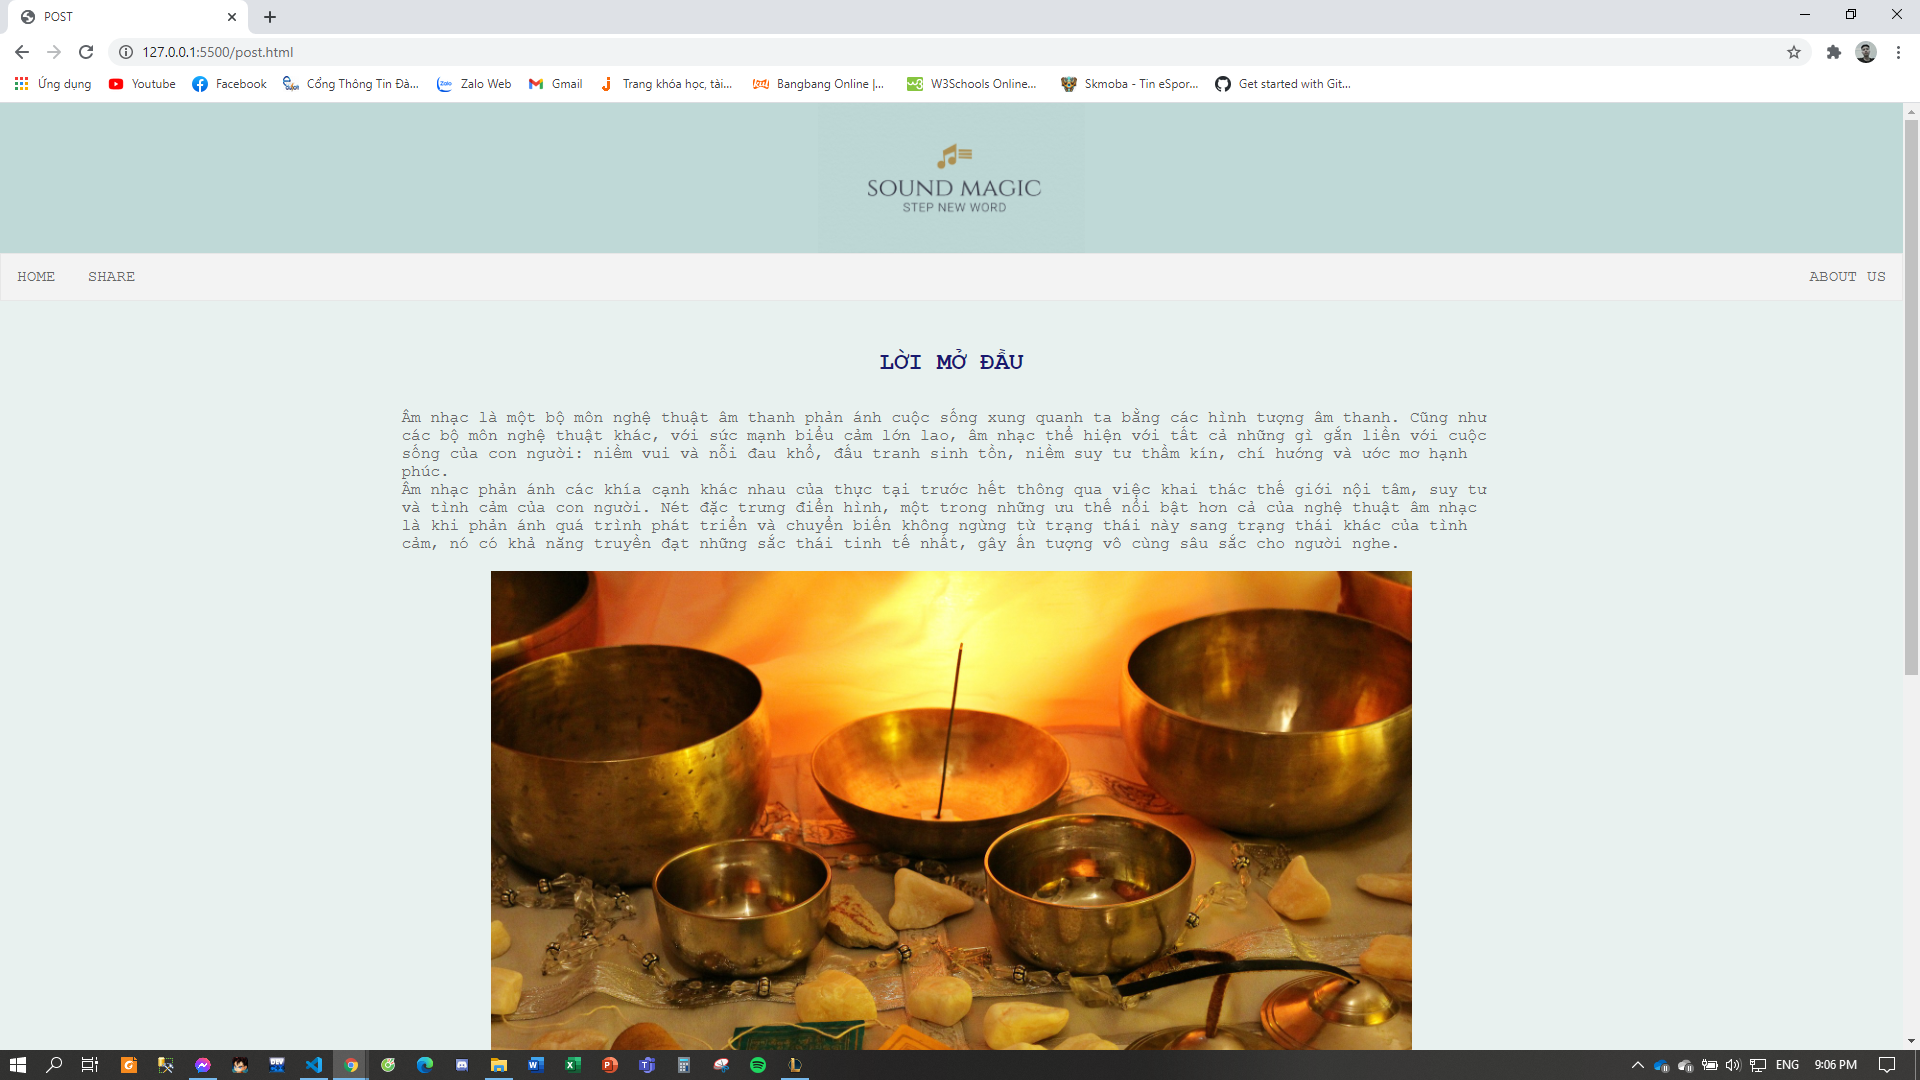 POST
127.0.0.1:5500/post.html
Ứng dụng Youtube Facebook Cổng Thông Tin Đà... Zalo Web Gmail Trang khóa học, tài... Bangbang Online |,... W3Schools Online... Skmoba - Tin eSpor... Get started with Git...
SOUND MAGIC
STEP NEW WORD
HOME SHARE ABOUT US
LỜI MỞ ĐẦU
Âm nhạc là một bộ môn nghệ thuật âm thanh phản ánh cuộc sống xung quanh ta bằng các hình tượng âm thanh. Cũng như
các bộ môn nghệ thuật khác, với sức mạnh biểu cảm lớn lao, âm nhạc thể hiện với tất cả những gì gắn liền với cuộc
sống của con người: niềm vui và nỗi đau khổ, đấu tranh sinh tồn, niềm suy tư thầm kín, chí hướng và ước mơ hạnh
phúc.
Âm nhạc phản ánh các khía cạnh khác nhau của thực tại trước hết thông qua việc khai thác thế giới nội tâm, suy tư
và tình cảm của con người. Nét đặc trưng điển hình, một trong những ưu thế nổi bật hơn cả của nghệ thuật âm nhạc
là khi phản ánh quá trình phát triển và chuyển biến không ngừng từ trạng thái này sang trạng thái khác của tình
cảm, nó có khả năng truyền đạt những sắc thái tinh tế nhất, gây ấn tượng vô cùng sâu sắc cho người nghe.
ENG 9:06 PM